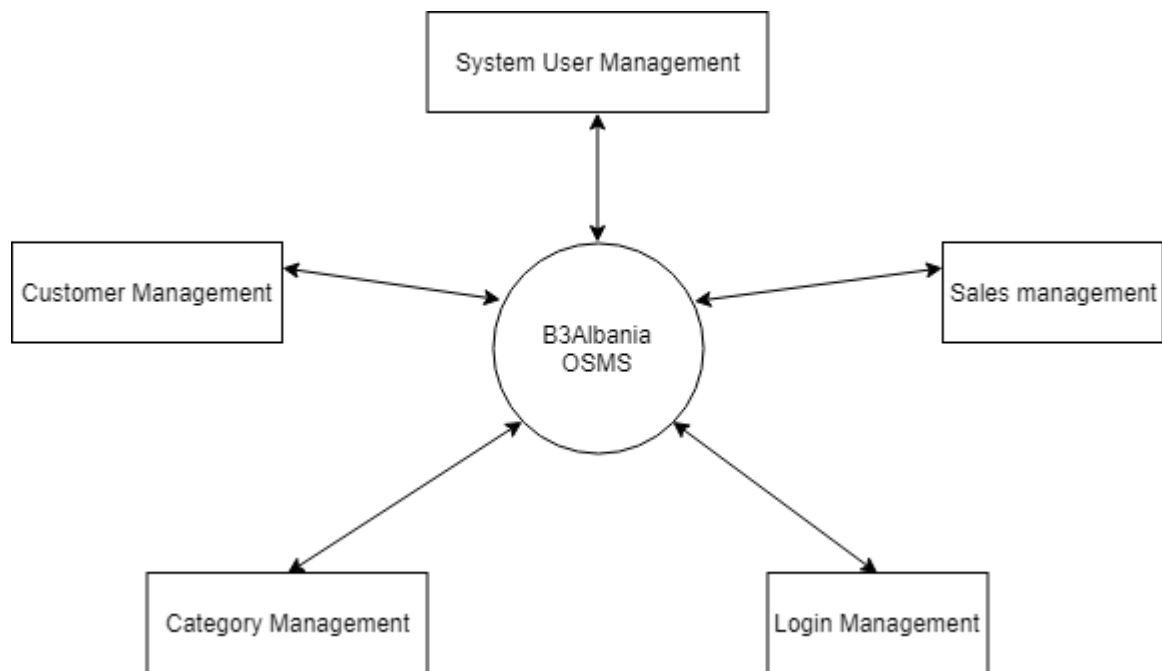 System User Management
Customer Management
Sales management
B3Albania
OSMS
Category Management
Login Management